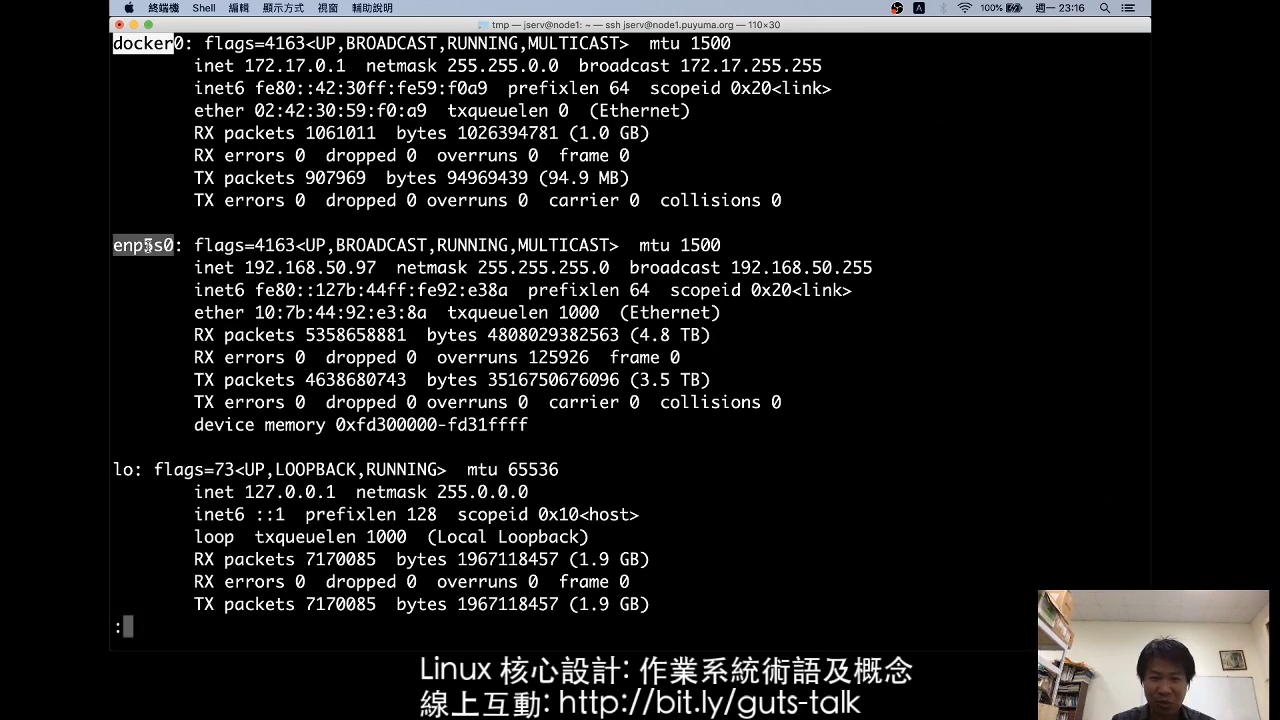 終端機 Shell 編輯 顯示方式 視窗 輔助說明 A 100% 週一 23:16
tmp — jserv@node1: ~ — ssh jserv@node1.puyuma.org — 110×30
docker0: flags=4163<UP,BROADCAST,RUNNING,MULTICAST> mtu 1500
inet 172.17.0.1 netmask 255.255.0.0 broadcast 172.17.255.255
inet6 fe80::42:30ff:fe59:f0a9 prefixlen 64 scopeid 0x20<link>
ether 02:42:30:59:f0:a9 txqueuelen 0 (Ethernet)
RX packets 1061011 bytes 1026394781 (1.0 GB)
RX errors 0 dropped 0 overruns 0 frame 0
TX packets 907969 bytes 94969439 (94.9 MB)
TX errors 0 dropped 0 overruns 0 carrier 0 collisions 0
enp5s0: flags=4163<UP,BROADCAST,RUNNING,MULTICAST> mtu 1500
inet 192.168.50.97 netmask 255.255.255.0 broadcast 192.168.50.255
inet6 fe80::127b:44ff:fe92:e38a prefixlen 64 scopeid 0x20<link>
ether 10:7b:44:92:e3:8a txqueuelen 1000 (Ethernet)
RX packets 5358658881 bytes 4808029382563 (4.8 TB)
RX errors 0 dropped 0 overruns 125926 frame 0
TX packets 4638680743 bytes 3516750676096 (3.5 TB)
TX errors 0 dropped 0 overruns 0 carrier 0 collisions 0
device memory 0xfd300000-fd31ffff
lo: flags=73<UP,LOOPBACK,RUNNING> mtu 65536
inet 127.0.0.1 netmask 255.0.0.0
inet6 ::1 prefixlen 128 scopeid 0x10<host>
loop txqueuelen 1000 (Local Loopback)
RX packets 7170085 bytes 1967118457 (1.9 GB)
RX errors 0 dropped 0 overruns 0 frame 0
TX packets 7170085 bytes 1967118457 (1.9 GB)
:
Linux 核心設計: 作業系統術語及概念
線上互動: http://bit.ly/guts-talk